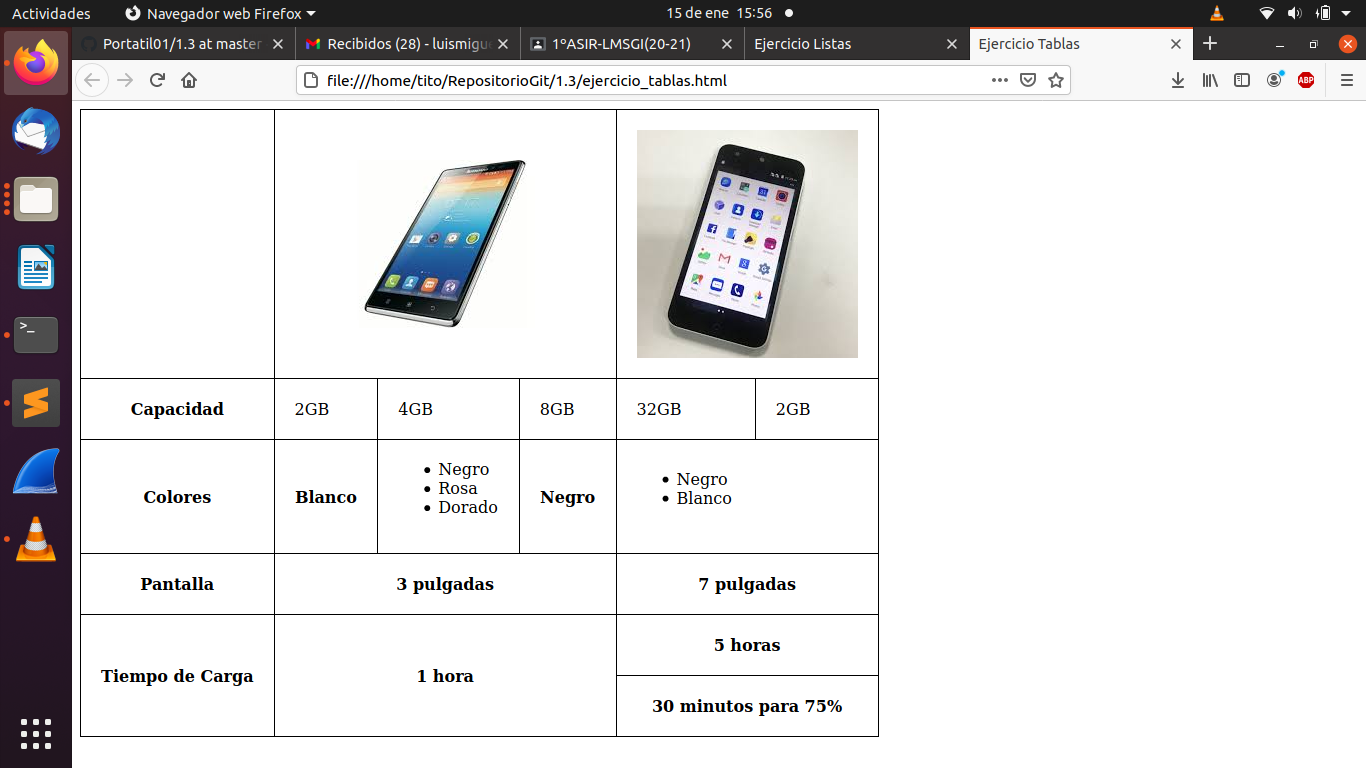 Actividades Navegador web Firefox 15 de ene 15:56
Portatil01/1.3 at master Recibidos (28) - luismigue 1ºASIR-LMSGI(20-21) Ejercicio Listas Ejercicio Tablas
file:///home/tito/RepositorioGit/1.3/ejercicio_tablas.html ABP
Capacidad 2GB 4GB 8GB 32GB 2GB
Colores Blanco
• Negro
• Rosa
• Dorado
Negro
• Negro
• Blanco
Pantalla 3 pulgadas 7 pulgadas
Tiempo de Carga 1 hora 5 horas
30 minutos para 75%